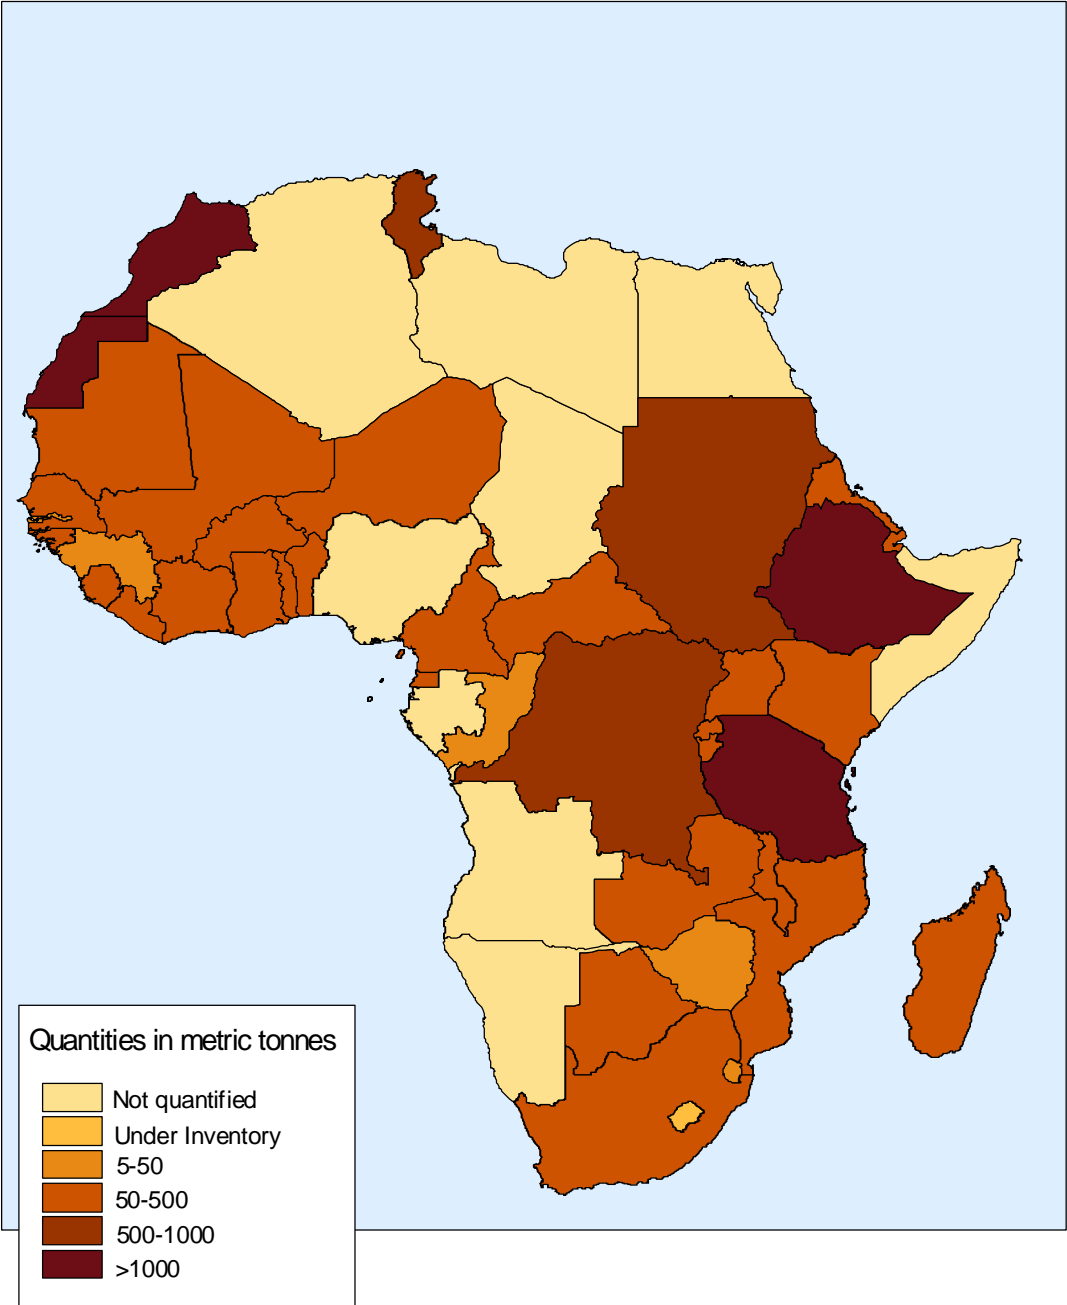 Quantities in metric tonnes
Not quantified
Under Inventory
5-50
50-500
500-1000
>1000